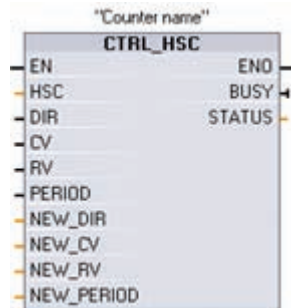 "Counter name"
CTRL_HSC
EN ENO
HSC BUSY
DIR STATUS
CV
RV
PERIOD
NEW_DIR
NEW_CV
NEW_RV
NEW_PERIOD